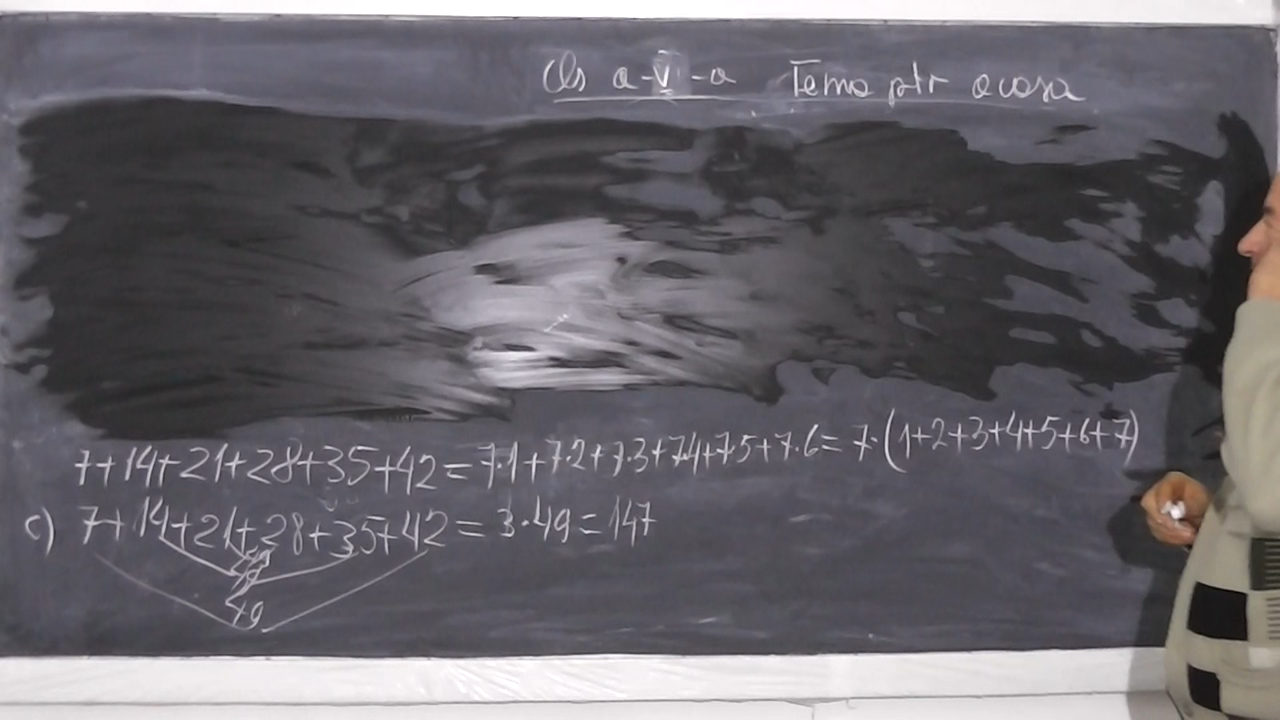 Cls a-VI-a Tema ptr acasa
7+14+21+28+35+42=7·1+7·2+7·3+7·4+7·5+7·6=7·(1+2+3+4+5+6+7)
c) 7+14+21+28+35+42=3·49=147
49
49
49